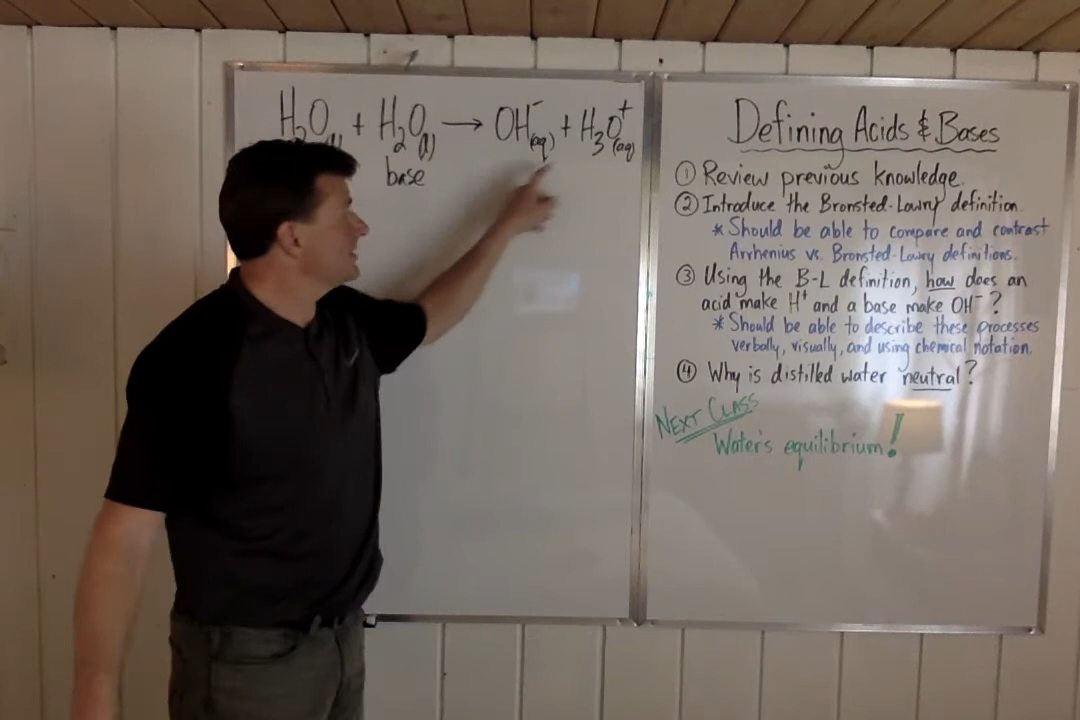 H₂O(l) + H₂O(l) → OH⁻(aq) + H₃O⁺(aq)
base
Defining Acids & Bases
① Review previous knowledge.
② Introduce the Bronsted-Lowry definition
* Should be able to compare and contrast
Arrhenius vs. Bronsted-Lowry definitions.
③ Using the B-L definition, how does an
acid make H⁺ and a base make OH⁻?
* Should be able to describe these processes
verbally, visually, and using chemical notation.
④ Why is distilled water neutral?
NEXT CLASS
Water's equilibrium!